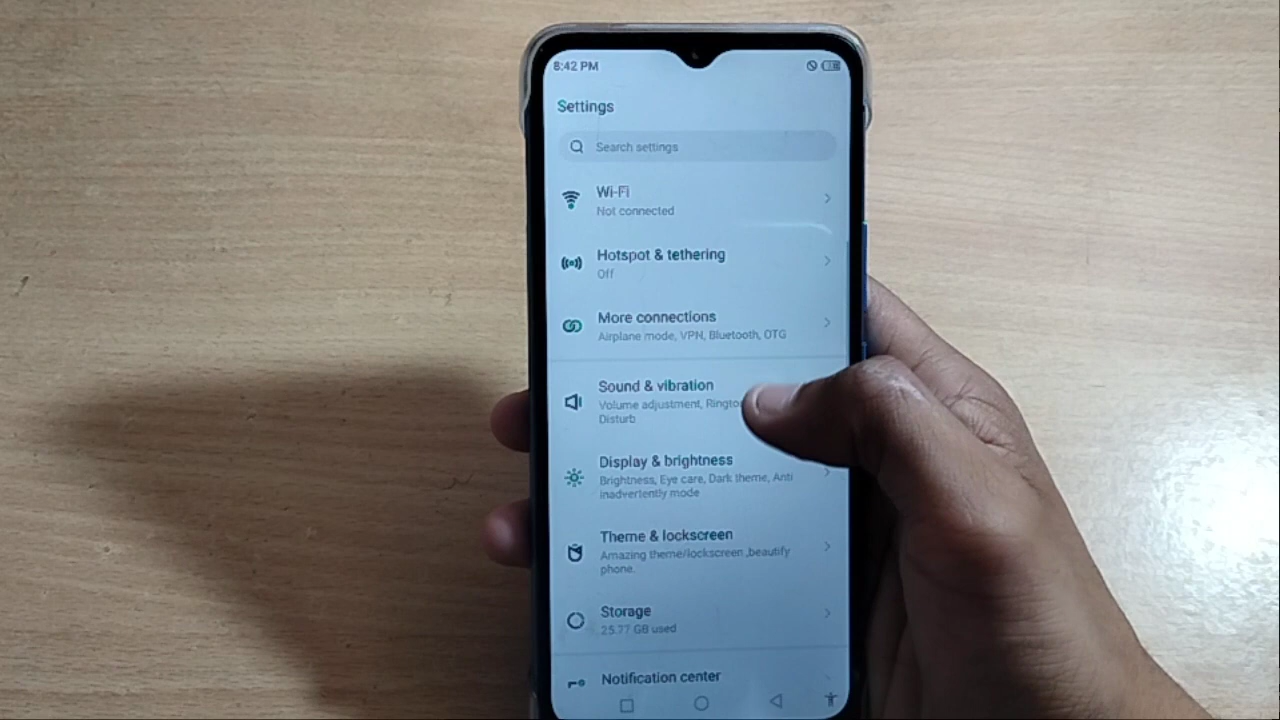 8:42 PM
Settings
Search settings
Wi-Fi
Not connected
Hotspot & tethering
Off
More connections
Airplane mode, VPN, Bluetooth, OTG
Sound & vibration
Volume adjustment,
Disturb
Display & brightness
Brightness, Eye care, Dark theme, Anti
inadvertently mode
Theme & lockscreen
Amazing theme/lockscreen ,beautify
phone.
Storage
25.77 GB used
Notification center